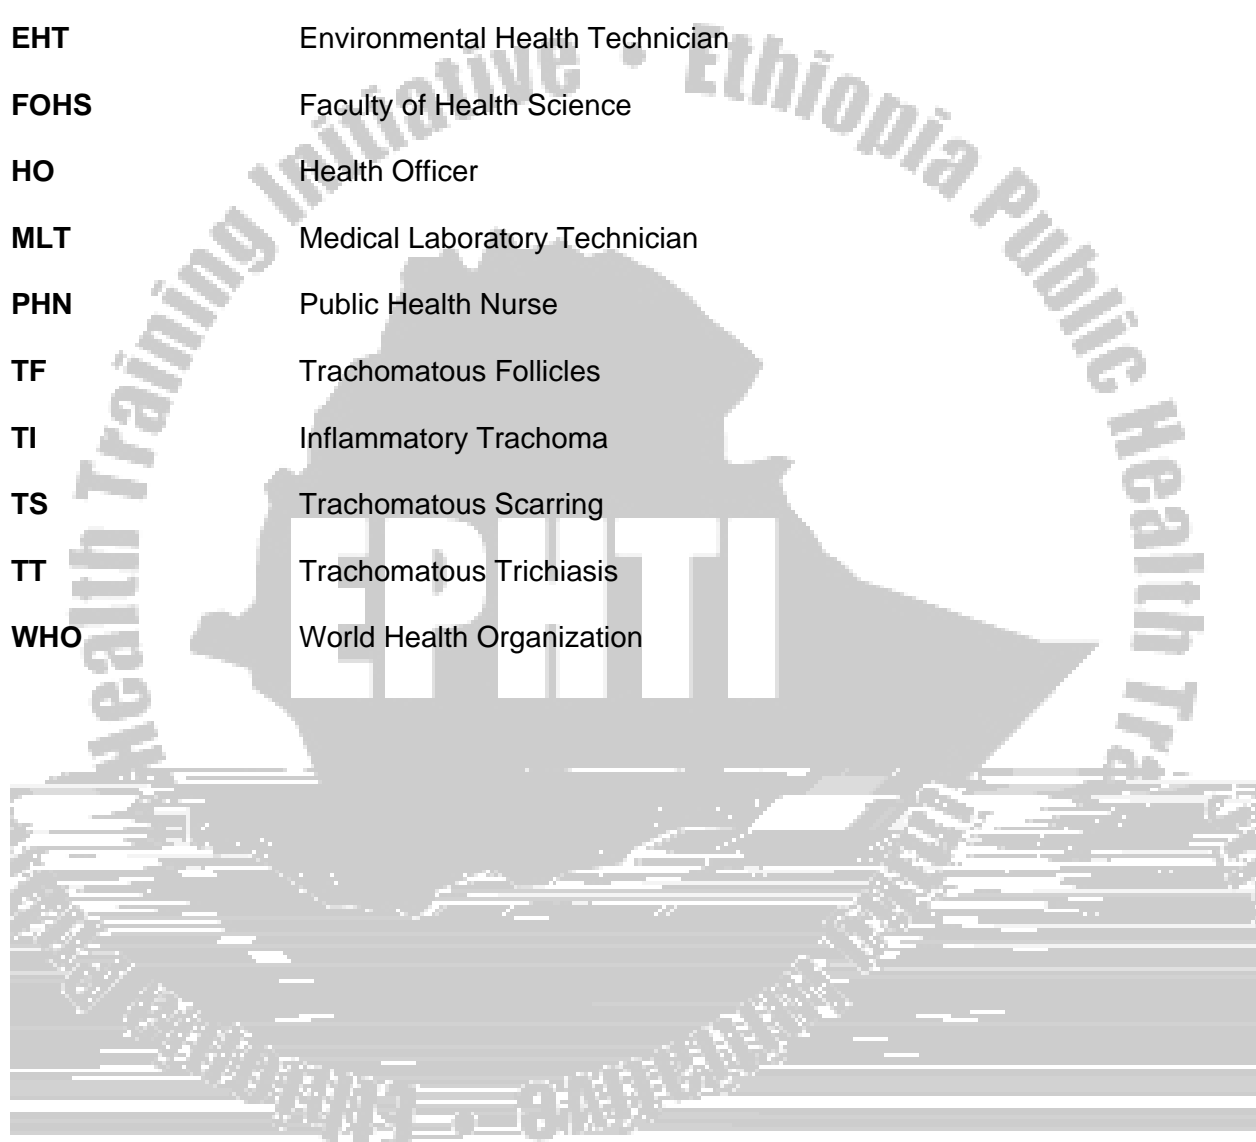 EHT Environmental Health Technician
FOHS Faculty of Health Science
HO Health Officer
MLT Medical Laboratory Technician
PHN Public Health Nurse
TF Trachomatous Follicles
TI Inflammatory Trachoma
TS Trachomatous Scarring
TT Trachomatous Trichiasis
WHO World Health Organization
Health Training Initiative • Ethiopia Public Health Tra
EPHTI